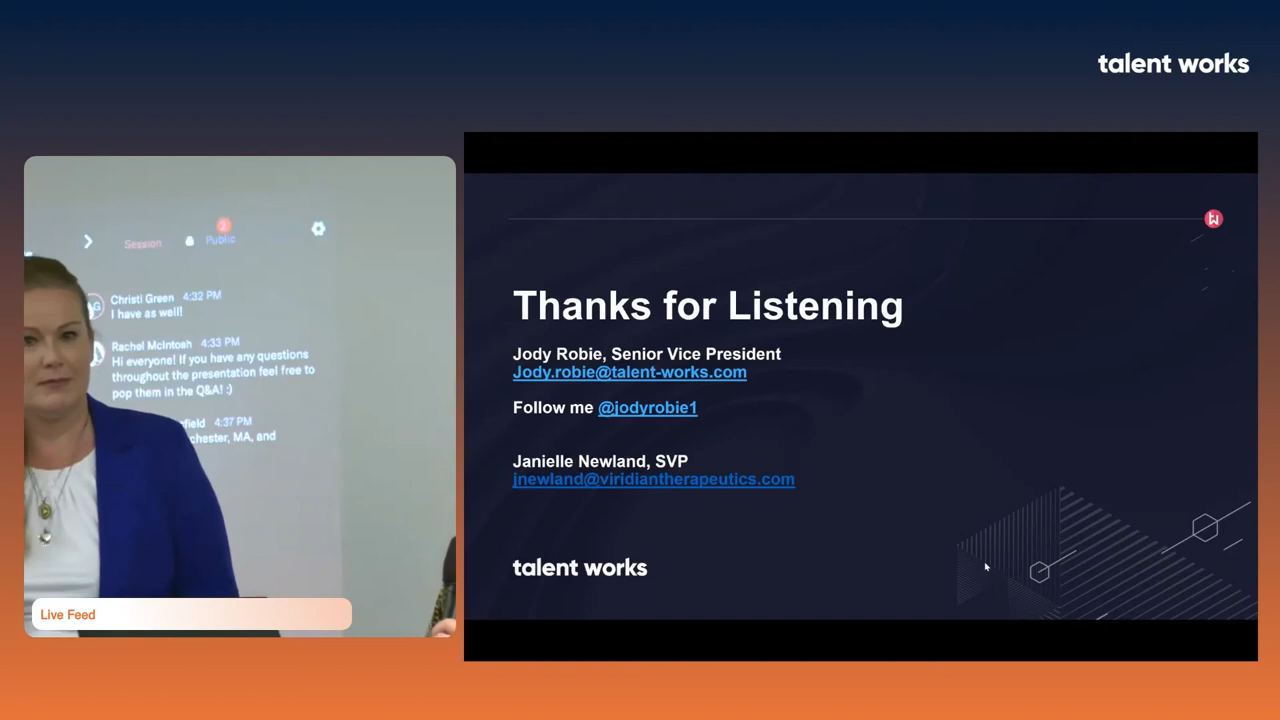 talent works
2
Session
Public
Christi Green 4:32 PM
I have as well!
Rachel McIntosh 4:33 PM
Hi everyone! If you have any questions
throughout the presentation feel free to
pop them in the Q&A! :)
field 4:37 PM
chester, MA, and
Live Feed
tw
Thanks for Listening
Jody Robie, Senior Vice President
Jody.robie@talent-works.com
Follow me @jodyrobie1
Janielle Newland, SVP
jnewland@viridiantherapeutics.com
talent works